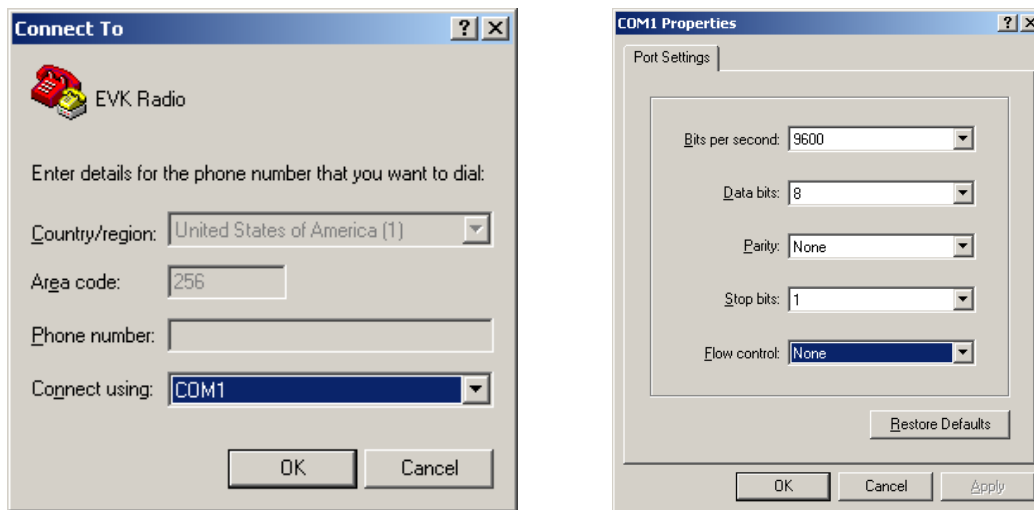 Connect To
EVK Radio
Enter details for the phone number that you want to dial:
Country/region: United States of America (1)
Area code: 256
Phone number:
Connect using: COM1
OK Cancel
COM1 Properties
Port Settings
Bits per second: 9600
Data bits: 8
Parity: None
Stop bits: 1
Flow control: None
Restore Defaults
OK Cancel Apply